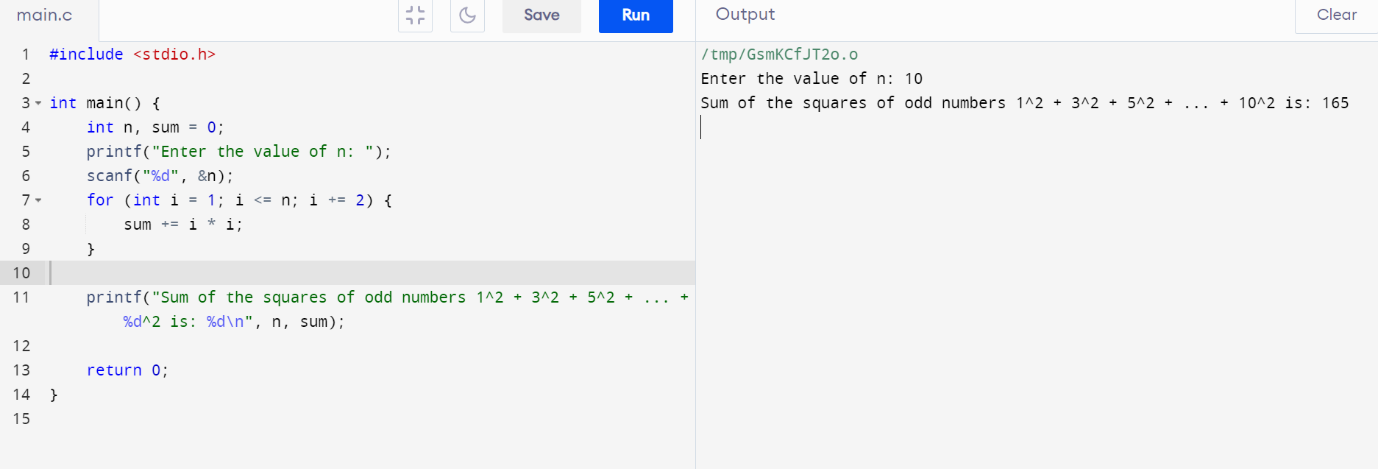 main.c
Save
Run
Output
Clear
1 #include <stdio.h>
2
3 int main() {
4     int n, sum = 0;
5     printf("Enter the value of n: ");
6     scanf("%d", &n);
7     for (int i = 1; i <= n; i += 2) {
8         sum += i * i;
9     }
10
11     printf("Sum of the squares of odd numbers 1^2 + 3^2 + 5^2 + ... +
        %d^2 is: %d\n", n, sum);
12
13     return 0;
14 }
15
/tmp/GsmKCfJT2o.o
Enter the value of n: 10
Sum of the squares of odd numbers 1^2 + 3^2 + 5^2 + ... + 10^2 is: 165